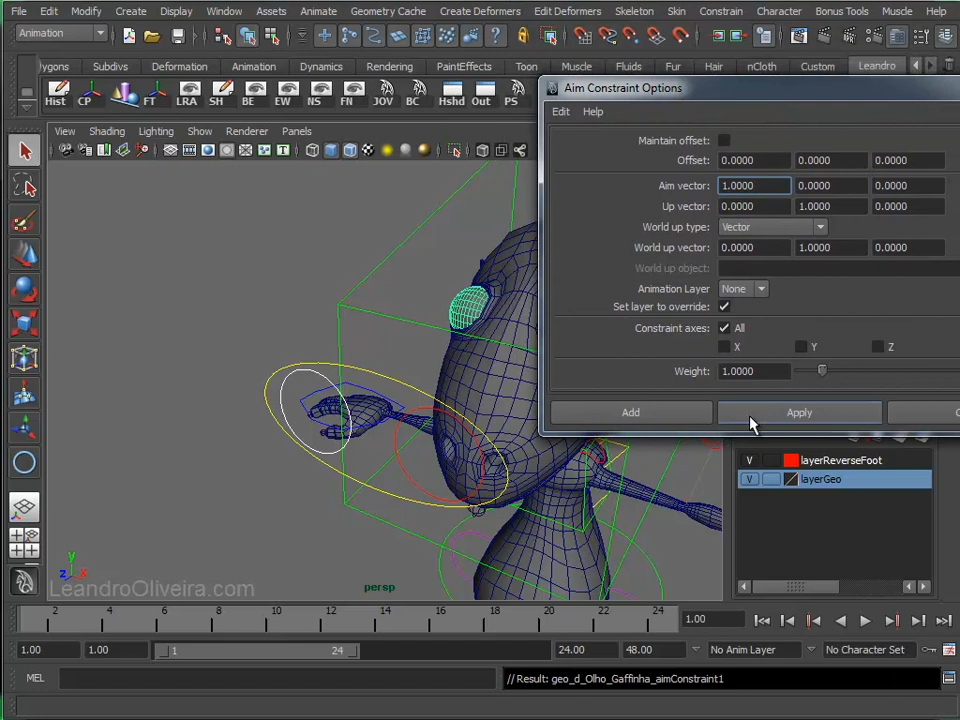 File Edit Modify Create Display Window Assets Animate Geometry Cache Create Deformers Edit Deformers Skeleton Skin Constrain Character Bonus Tools Muscle Help
Animation
olygons Subdivs Deformation Animation Dynamics Rendering PaintEffects Toon Muscle Fluids Fur Hair nCloth Custom Leandro
Hist CP FT LRA SH BE EW NS FN JOV BC Hshd Out PS
Aim Constraint Options
Edit Help
View Shading Lighting Show Renderer Panels
Maintain offset:
Offset: 0.0000 0.0000 0.0000
Aim vector: 1.0000 0.0000 0.0000
Up vector: 0.0000 1.0000 0.0000
World up type: Vector
World up vector: 0.0000 1.0000 0.0000
World up object:
Animation Layer None
Set layer to override:
Constraint axes: All
X Y Z
Weight: 1.0000
Add Apply C
V layerReverseFoot
V layerGeo
y
z x
LeandroOliveira.com
persp
2 4 6 8 10 12 14 16 18 20 22 24
1.00
1.00 1.00 1 24 24.00 48.00 No Anim Layer No Character Set
MEL // Result: geo_d_Olho_Gaffinha_aimConstraint1